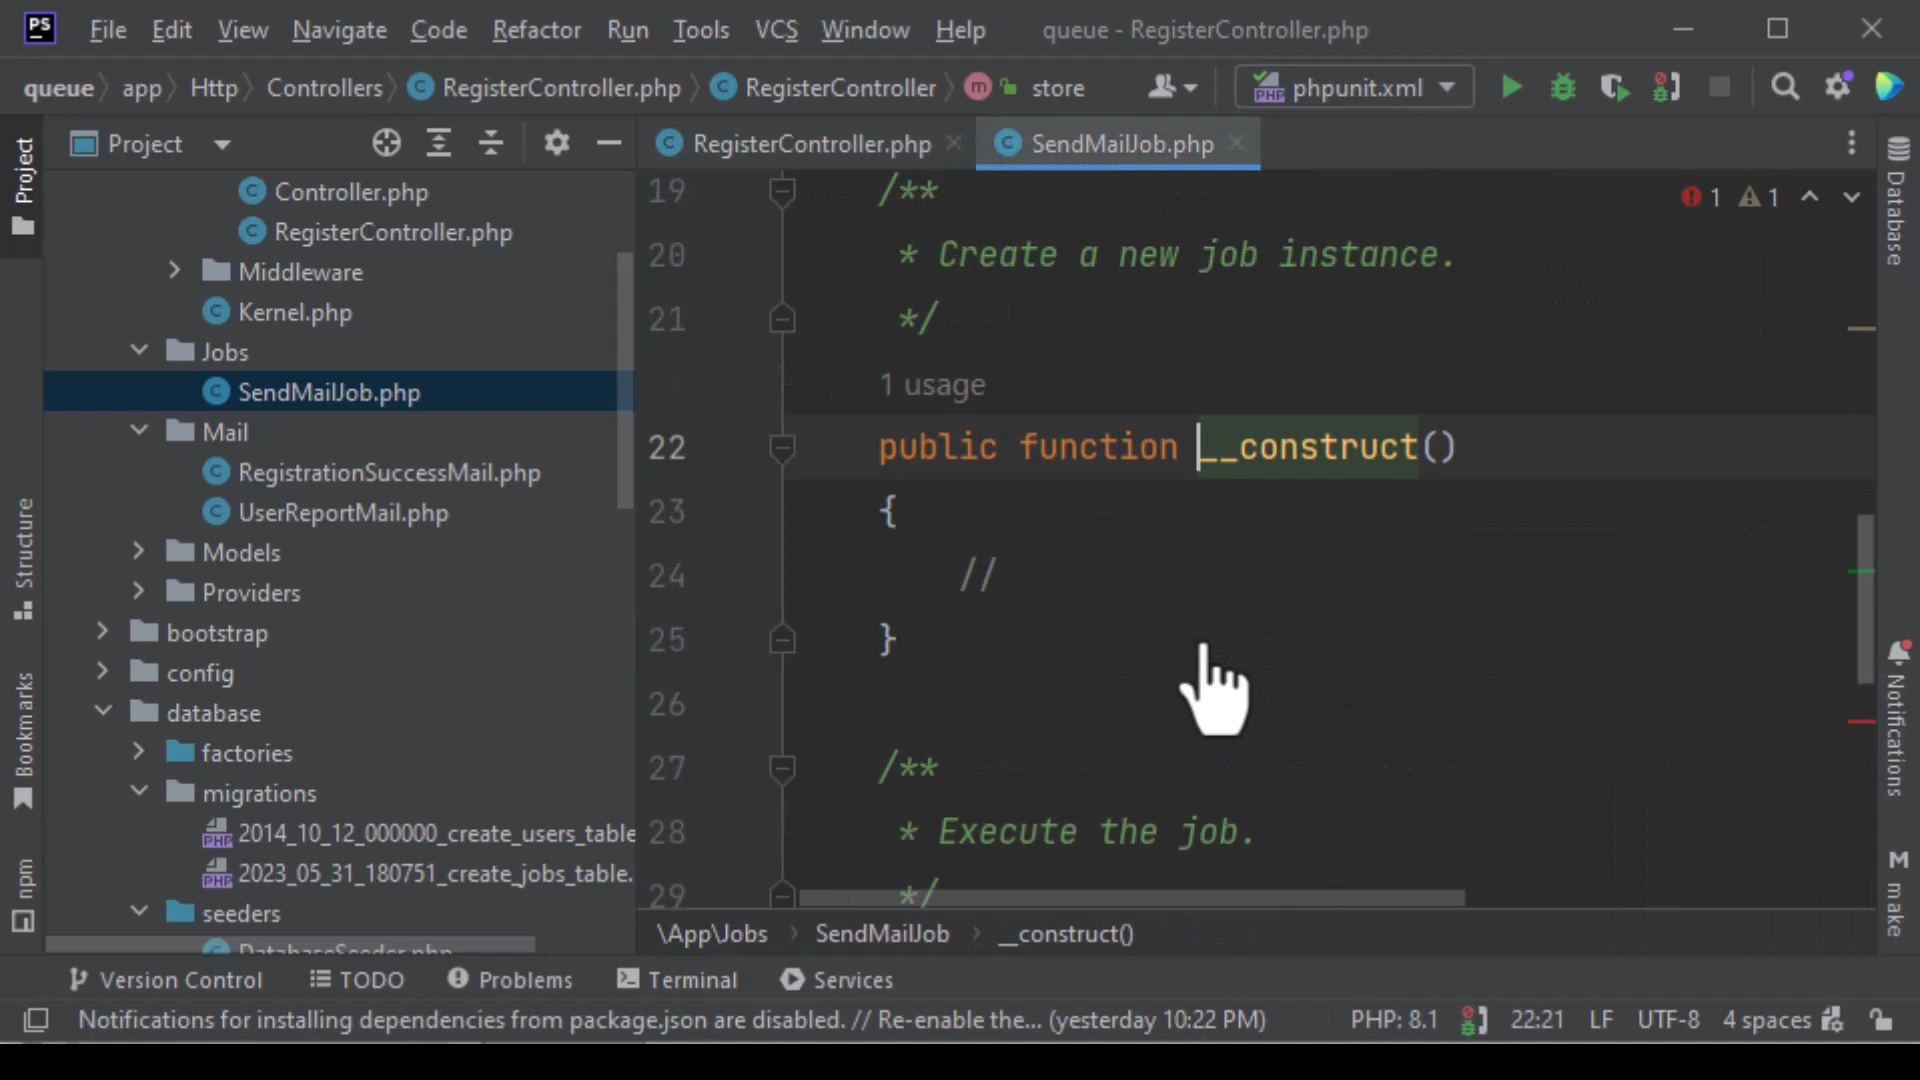 PS File Edit View Navigate Code Refactor Run Tools VCS Window Help queue - RegisterController.php
queue app Http Controllers RegisterController.php RegisterController m store phpunit.xml
Project
RegisterController.php SendMailJob.php
Controller.php
RegisterController.php
Middleware
Kernel.php
Jobs
SendMailJob.php
Mail
RegistrationSuccessMail.php
UserReportMail.php
Models
Providers
bootstrap
config
database
factories
migrations
2014_10_12_000000_create_users_table
2023_05_31_180751_create_jobs_table.
seeders
DatabaseSeeder.php
19 /**
20 * Create a new job instance.
21 */
1 usage
22 public function __construct()
23 {
24 //
25 }
26
27 /**
28 * Execute the job.
29 */
1 1
\App\Jobs SendMailJob __construct()
Project
Structure
Bookmarks
npm
Database
Notifications
M make
Version Control TODO Problems Terminal Services
Notifications for installing dependencies from package.json are disabled. // Re-enable the... (yesterday 10:22 PM) PHP: 8.1 22:21 LF UTF-8 4 spaces